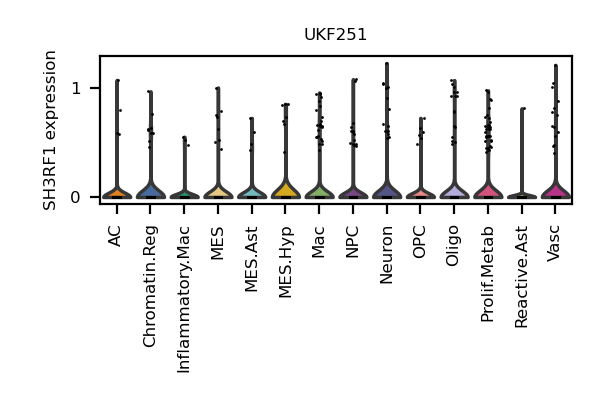 UKF251
SH3RF1 expression
1
0
AC
Chromatin.Reg
Inflammatory.Mac
MES
MES.Ast
MES.Hyp
Mac
NPC
Neuron
OPC
Oligo
Prolif.Metab
Reactive.Ast
Vasc